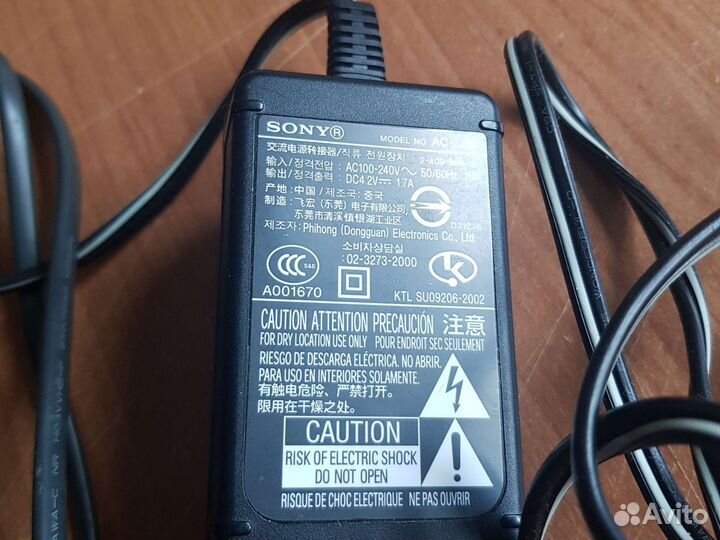 SONY®
MODEL NO.
交流电源转接器/직류 전원장치
输入/정격전압: AC100-240V~ 50/60Hz
输出/정격출력: DC4.2V 1.7A
产地: 中国/제조국: 중국
制造: 飞宏(东莞)电子有限公司
东莞市清溪镇银湖工业区
D31236
제조자: Phihong (Dongguan) Electronics Co., Ltd.
소비자상담실
: 02-3273-2000
CCC S&E
A001670
KTL SU09206-2002
CAUTION ATTENTION PRECAUCIÓN 注意
FOR DRY LOCATION USE ONLY POUR ENDROIT SEC SEULEMENT
RIESGO DE DESCARGA ELÉCTRICA. NO ABRIR.
PARA USO EN INTERIORES SOLAMENTE.
有触电危险、严禁打开。
限用在干燥之处。
CAUTION
RISK OF ELECTRIC SHOCK
DO NOT OPEN
RISQUE DE CHOC ELECTRIQUE NE PAS OUVRIR
Avito